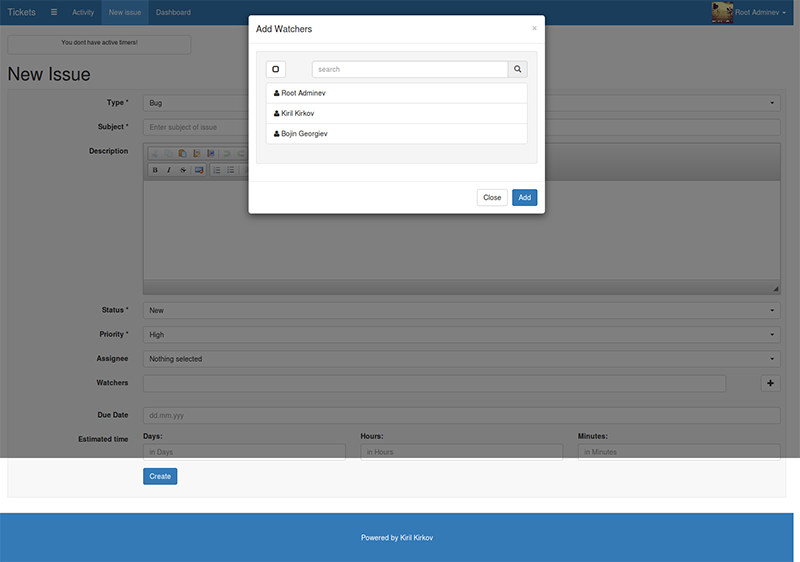 Tickets Activity New issue Dashboard Root Adminev
You dont have active timers!
Add Watchers ×
search
Root Adminev
Kiril Kirkov
Bojin Georgiev
Close Add
New Issue
Type * Bug
Subject * Enter subject of issue
Description
B I S
Status * New
Priority * High
Assignee Nothing selected
Watchers
Due Date dd.mm.yyy
Estimated time Days: Hours: Minutes:
in Days in Hours in Minutes
Create
Powered by Kiril Kirkov